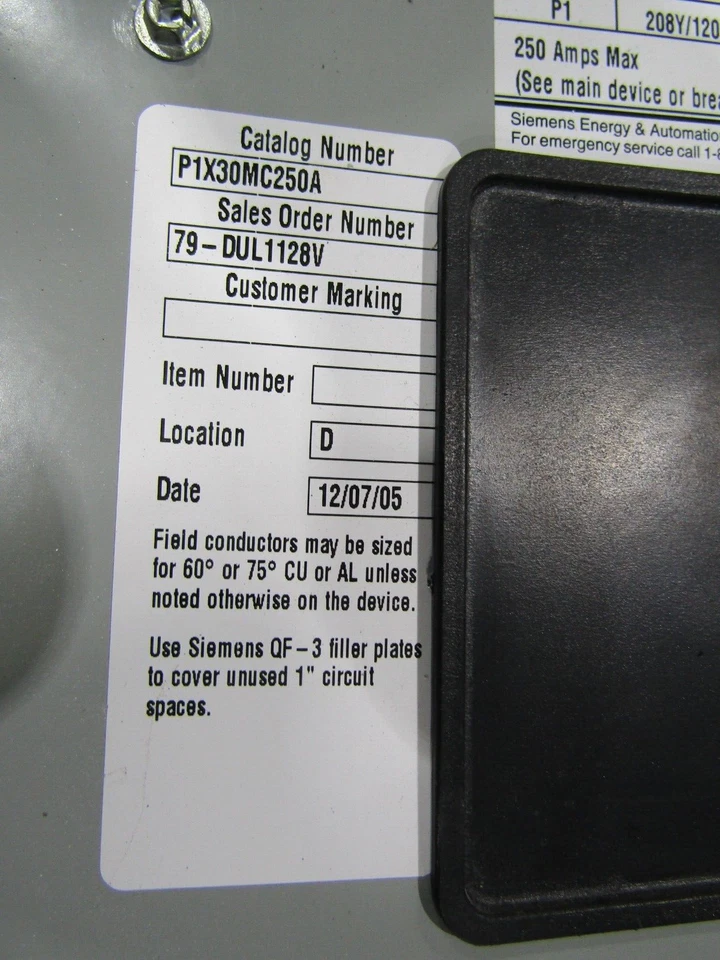 P1 208Y/120
250 Amps Max
(See main device or
Siemens Energy &
For emergency service call 1-
Catalog Number
P1X30MC250A
Sales Order Number
79-DUL1128V
Customer Marking
Item Number
Location D
Date 12/07/05
Field conductors may be sized
for 60° or 75° CU or AL unless
noted otherwise on the device.
Use Siemens QF-3 filler plates
to cover unused 1" circuit
spaces.